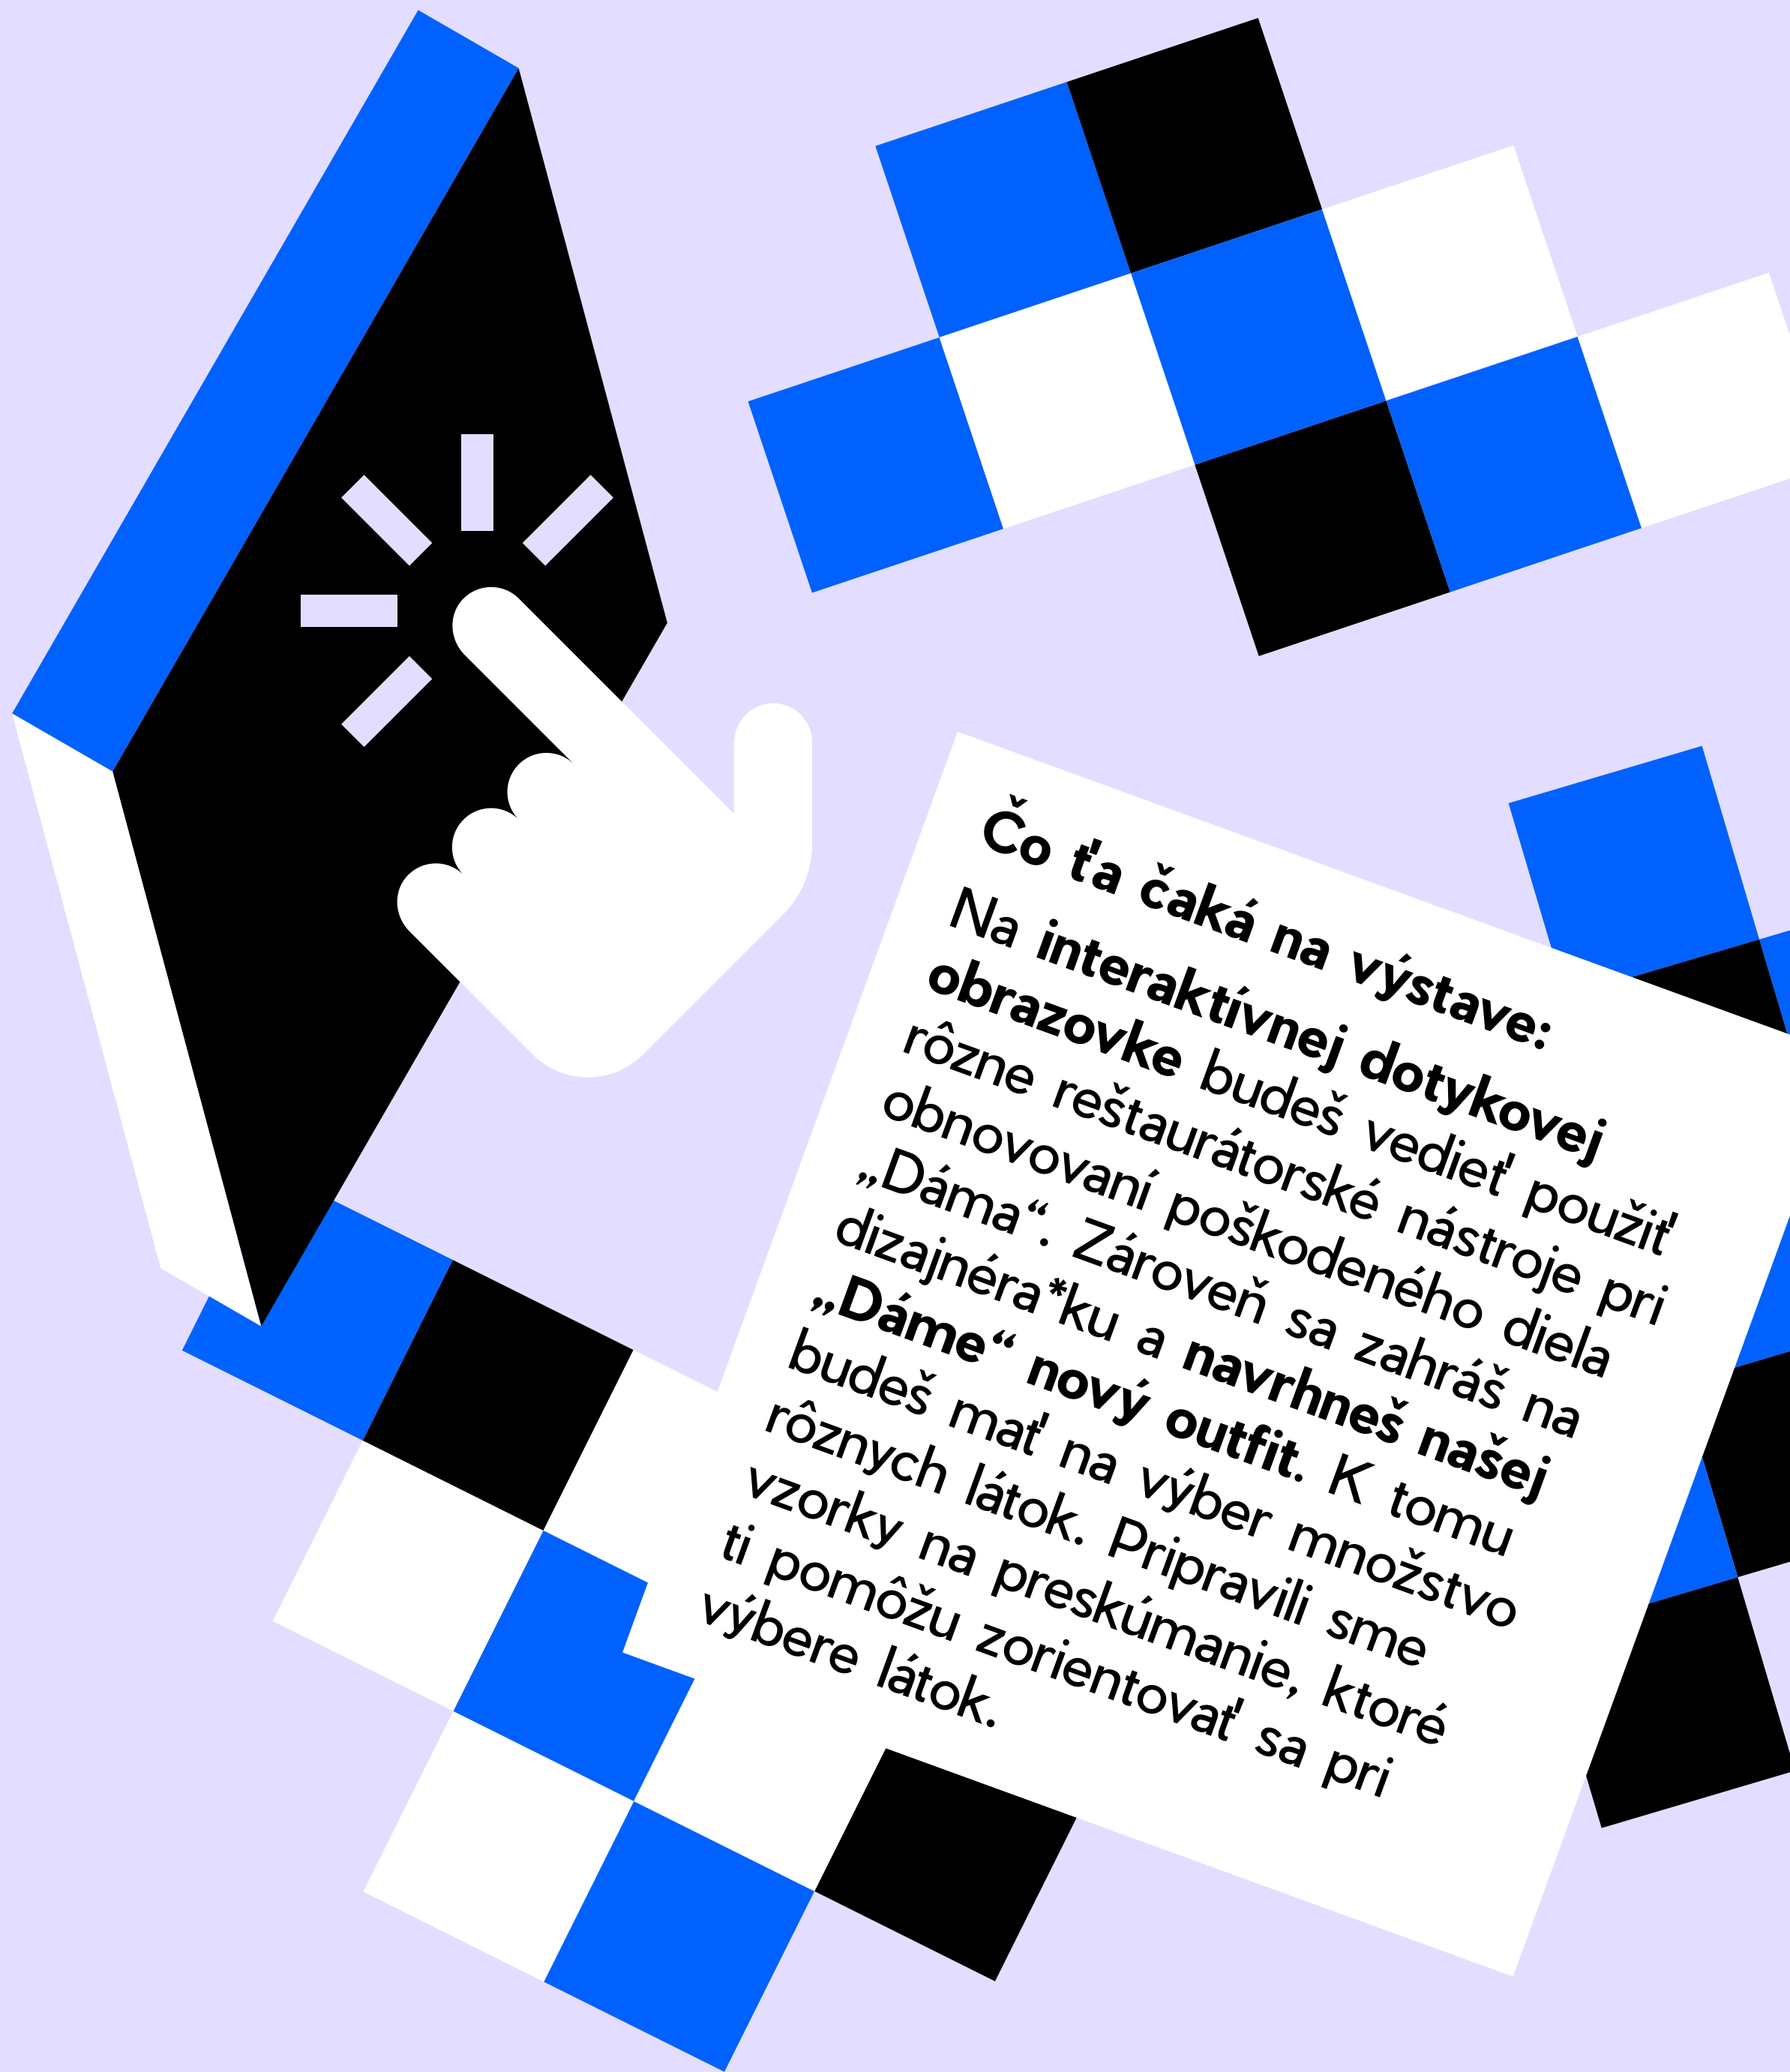 Čo ťa čaká na výstave:
Na interaktívnej dotykovej
obrazovke budeš vedieť použiť
rôzne reštaurátorské nástroje pri
obnovovaní poškodeného diela
„Dáma“. Zároveň sa zahráš na
dizajnéra*ku a navrhneš našej
„Dáme“ nový outfit. K tomu
budeš mať na výber množstvo
rôznych látok. Pripravili sme
vzorky na preskúmanie, ktoré
ti pomôžu zorientovať sa pri
výbere látok.